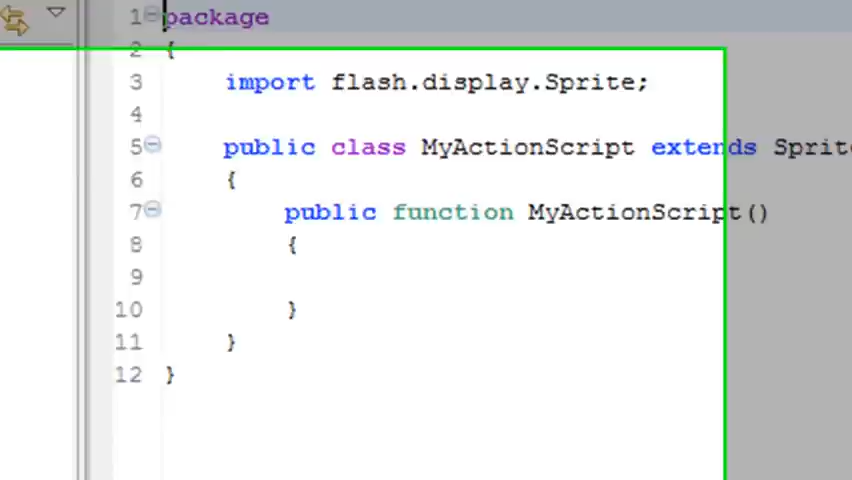 1 package
2 {
3 import flash.display.Sprite;
4
5 public class MyActionScript extends Sprite
6 {
7 public function MyActionScript()
8 {
9
10 }
11 }
12 }